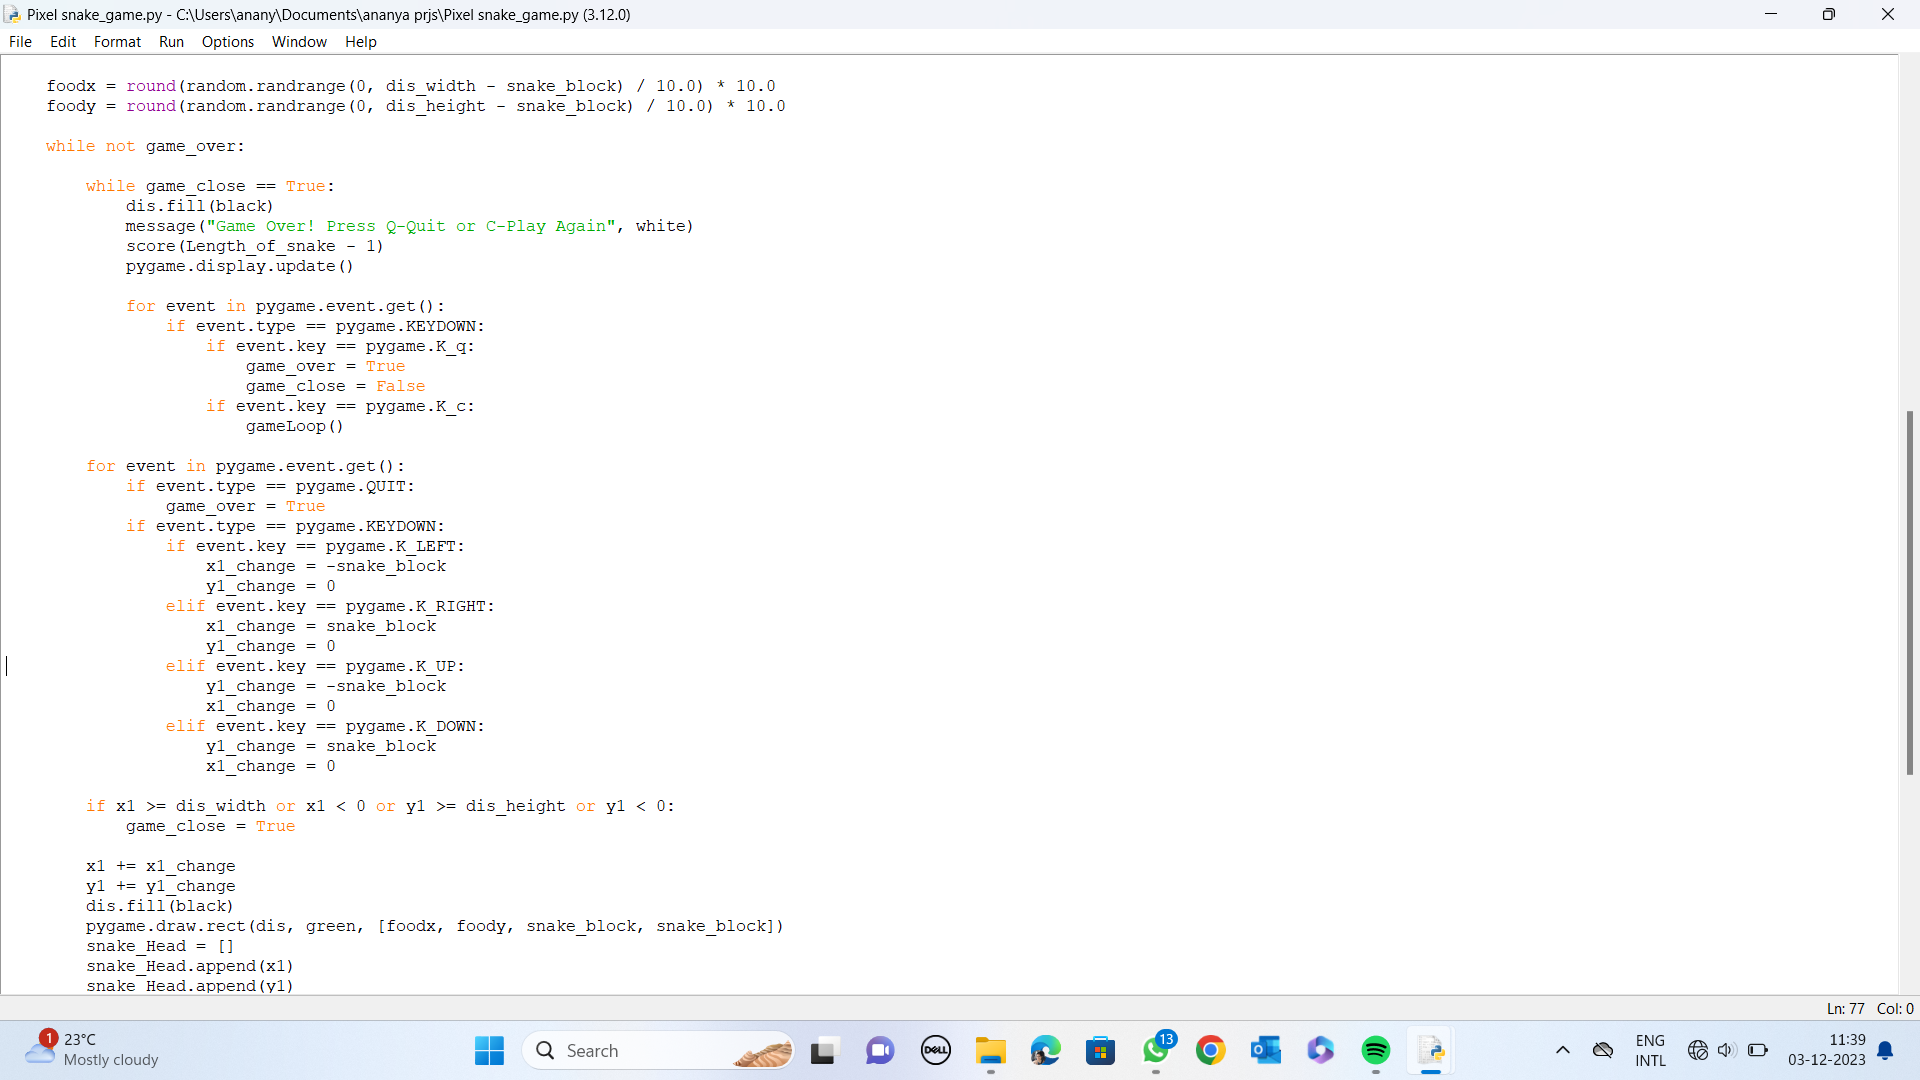 Pixel snake_game.py - C:\Users\anany\Documents\ananya prjs\Pixel snake_game.py (3.12.0)
File Edit Format Run Options Window Help
foodx = round(random.randrange(0, dis_width - snake_block) / 10.0) * 10.0
foody = round(random.randrange(0, dis_height - snake_block) / 10.0) * 10.0
while not game_over:
while game_close == True:
dis.fill(black)
message("Game Over! Press Q-Quit or C-Play Again", white)
score(Length_of_snake - 1)
pygame.display.update()
for event in pygame.event.get():
if event.type == pygame.KEYDOWN:
if event.key == pygame.K_q:
game_over = True
game_close = False
if event.key == pygame.K_c:
gameLoop()
for event in pygame.event.get():
if event.type == pygame.QUIT:
game_over = True
if event.type == pygame.KEYDOWN:
if event.key == pygame.K_LEFT:
x1_change = -snake_block
y1_change = 0
elif event.key == pygame.K_RIGHT:
x1_change = snake_block
y1_change = 0
elif event.key == pygame.K_UP:
y1_change = -snake_block
x1_change = 0
elif event.key == pygame.K_DOWN:
y1_change = snake_block
x1_change = 0
if x1 >= dis_width or x1 < 0 or y1 >= dis_height or y1 < 0:
game_close = True
x1 += x1_change
y1 += y1_change
dis.fill(black)
pygame.draw.rect(dis, green, [foodx, foody, snake_block, snake_block])
snake_Head = []
snake_Head.append(x1)
snake_Head.append(y1)
Ln: 77 Col: 0
1
23°C
Mostly cloudy
Search
DELL
13
ENG
INTL
11:39
03-12-2023